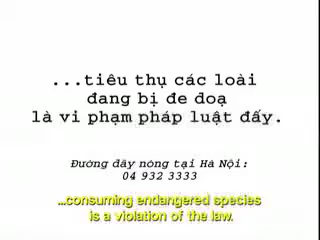 ...tiêu thụ các loài
đang bị đe doạ
là vi phạm pháp luật đấy.
Đường đây nóng tại Hà Nội:
04 932 3333
...consuming endangered species
is a violation of the law.